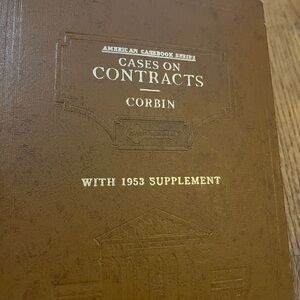 AMERICAN CASEBOOK SERIES
CASES ON
CONTRACTS
CORBIN
WITH 1953 SUPPLEMENT